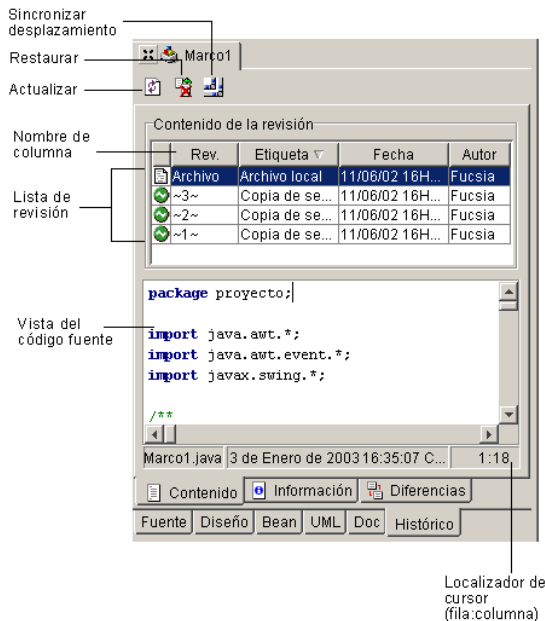 Sincronizar
desplazamiento
Restaurar
Actualizar
Nombre de
columna
Lista de
revisión
Vista del
código fuente
Marco1
Contenido de la revisión
Rev. Etiqueta Fecha Autor
Archivo Archivo local 11/06/02 16H... Fucsia
~3~ Copia de se... 11/06/02 16H... Fucsia
~2~ Copia de se... 11/06/02 16H... Fucsia
~1~ Copia de se... 11/06/02 16H... Fucsia
package proyecto;
import java.awt.*;
import java.awt.event.*;
import javax.swing.*;
/**
Marco1.java 3 de Enero de 2003 16:35:07 C... 1:18
Contenido Información Diferencias
Fuente Diseño Bean UML Doc Histórico
Localizador de
cursor
(fila:columna)